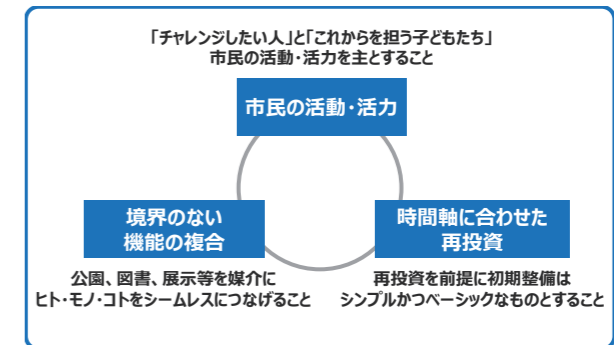 「チャレンジしたい人」と「これからを担う子どもたち」
市民の活動・活力を主とすること
市民の活動・活力
境界のない
機能の複合
公園、図書、展示等を媒介に
ヒト・モノ・コトをシームレスにつなげること
時間軸に合わせた
再投資
再投資を前提に初期整備は
シンプルかつベーシックなものとすること